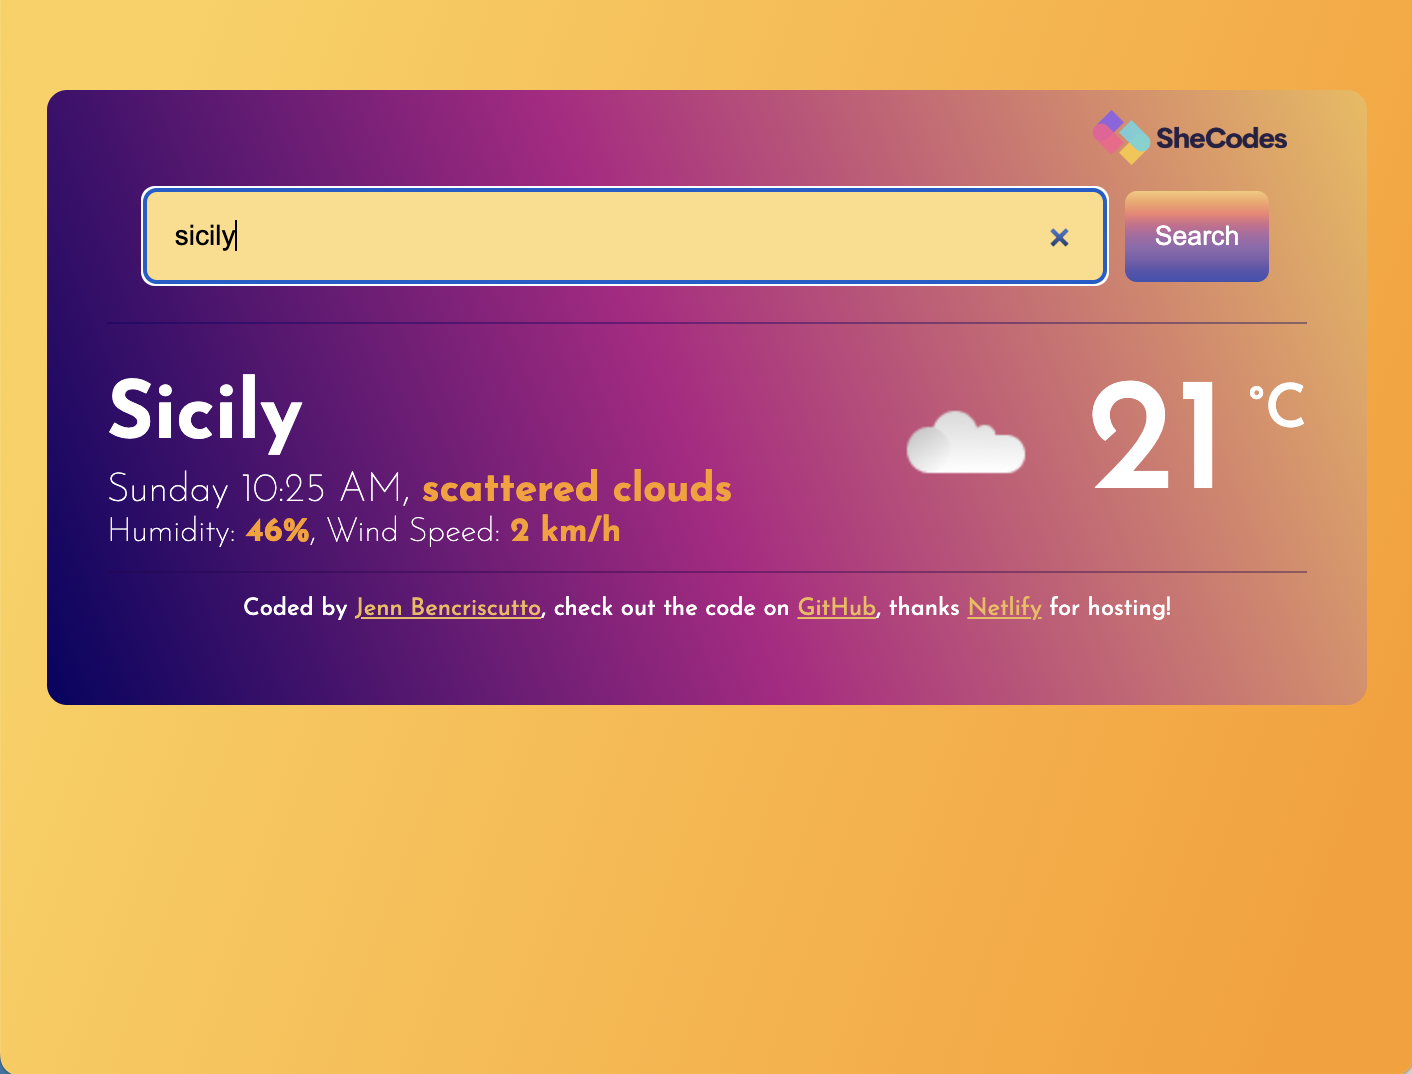 SheCodes
sicily
Search
Sicily
21 °C
Sunday 10:25 AM, scattered clouds
Humidity: 46%, Wind Speed: 2 km/h
Coded by Jenn Bencriscutto, check out the code on GitHub, thanks Netlify for hosting!